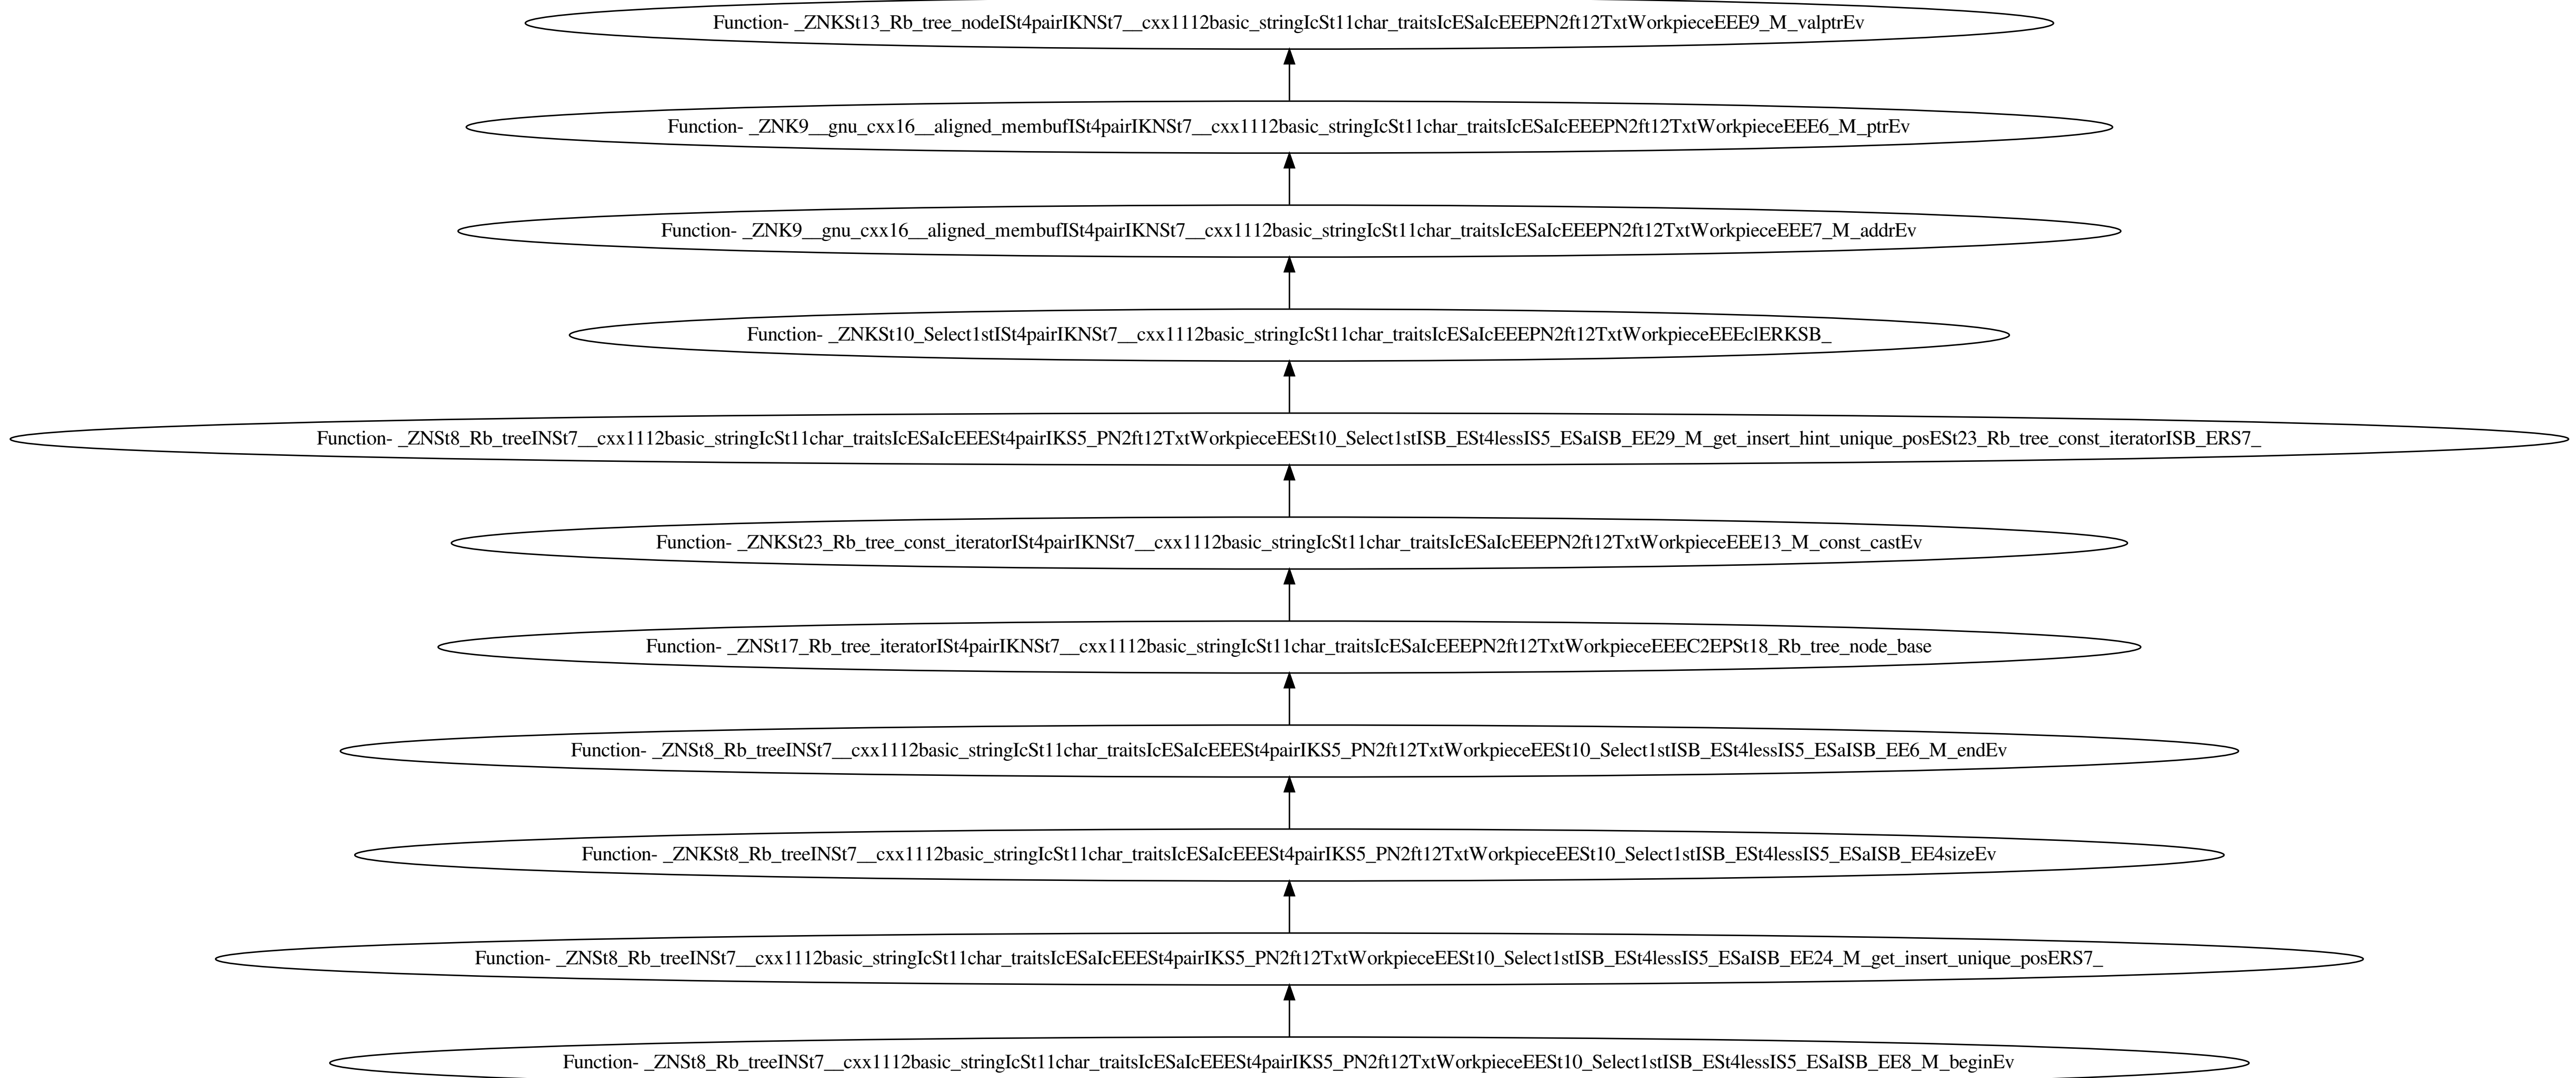 Function- _ZNKSt13_Rb_tree_nodeISt4pairIKNSt7__cxx1112basic_stringIcSt11char_traitsIcESaIcEEEPN2ft12TxtWorkpieceEEE9_M_valptrEv
Function- _ZNK9__gnu_cxx16__aligned_membufISt4pairIKNSt7__cxx1112basic_stringIcSt11char_traitsIcESaIcEEEPN2ft12TxtWorkpieceEEE6_M_ptrEv
Function- _ZNK9__gnu_cxx16__aligned_membufISt4pairIKNSt7__cxx1112basic_stringIcSt11char_traitsIcESaIcEEEPN2ft12TxtWorkpieceEEE7_M_addrEv
Function- _ZNKSt10_Select1stISt4pairIKNSt7__cxx1112basic_stringIcSt11char_traitsIcESaIcEEEPN2ft12TxtWorkpieceEEEclERKSB_
Function- _ZNSt8_Rb_treeINSt7__cxx1112basic_stringIcSt11char_traitsIcESaIcEEESt4pairIKS5_PN2ft12TxtWorkpieceEESt10_Select1stISB_ESt4lessIS5_ESaISB_EE29_M_get_insert_hint_unique_posESt23_Rb_tree_const_iteratorISB_ERS7_
Function- _ZNKSt23_Rb_tree_const_iteratorISt4pairIKNSt7__cxx1112basic_stringIcSt11char_traitsIcESaIcEEEPN2ft12TxtWorkpieceEEE13_M_const_castEv
Function- _ZNSt17_Rb_tree_iteratorISt4pairIKNSt7__cxx1112basic_stringIcSt11char_traitsIcESaIcEEEPN2ft12TxtWorkpieceEEEC2EPSt18_Rb_tree_node_base
Function- _ZNSt8_Rb_treeINSt7__cxx1112basic_stringIcSt11char_traitsIcESaIcEEESt4pairIKS5_PN2ft12TxtWorkpieceEESt10_Select1stISB_ESt4lessIS5_ESaISB_EE6_M_endEv
Function- _ZNKSt8_Rb_treeINSt7__cxx1112basic_stringIcSt11char_traitsIcESaIcEEESt4pairIKS5_PN2ft12TxtWorkpieceEESt10_Select1stISB_ESt4lessIS5_ESaISB_EE4sizeEv
Function- _ZNSt8_Rb_treeINSt7__cxx1112basic_stringIcSt11char_traitsIcESaIcEEESt4pairIKS5_PN2ft12TxtWorkpieceEESt10_Select1stISB_ESt4lessIS5_ESaISB_EE24_M_get_insert_unique_posERS7_
Function- _ZNSt8_Rb_treeINSt7__cxx1112basic_stringIcSt11char_traitsIcESaIcEEESt4pairIKS5_PN2ft12TxtWorkpieceEESt10_Select1stISB_ESt4lessIS5_ESaISB_EE8_M_beginEv